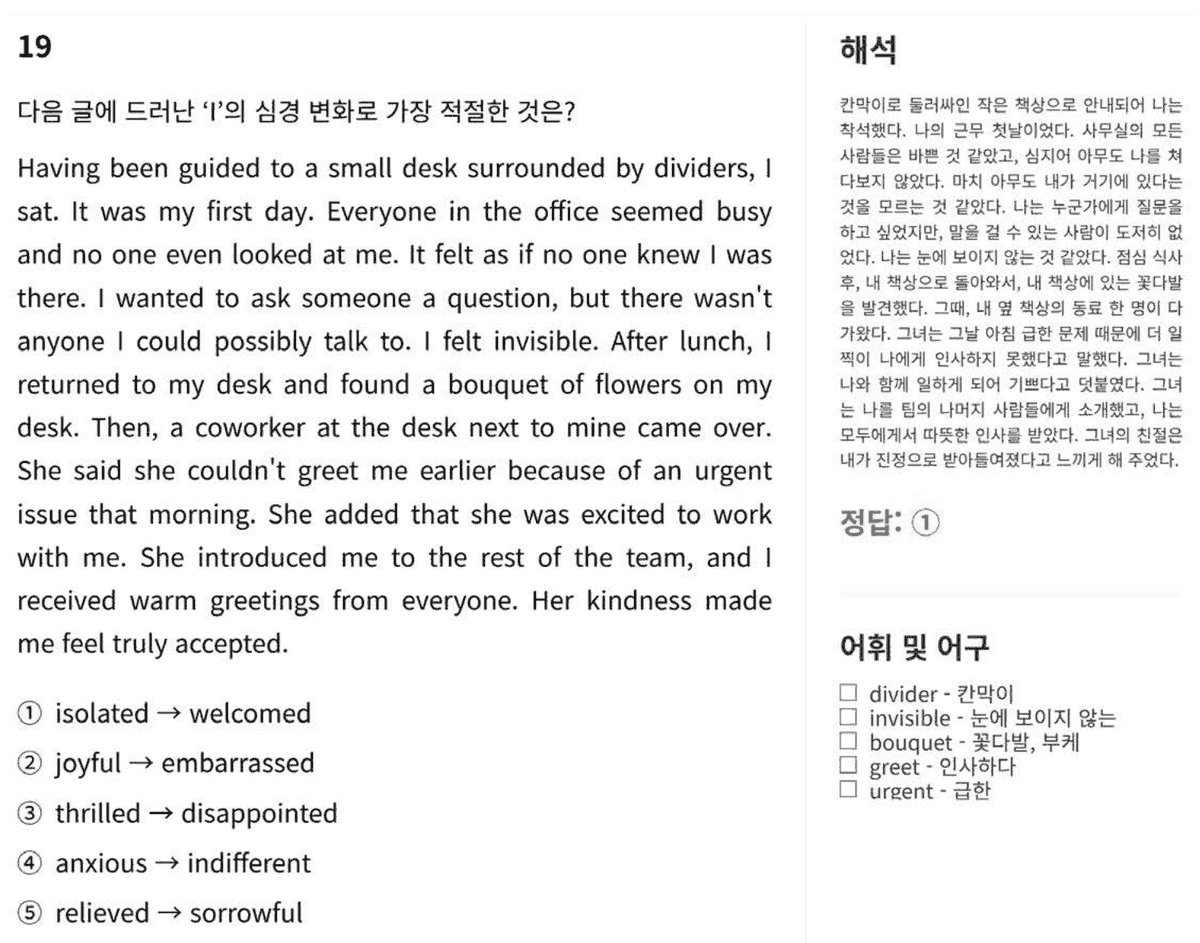 19
다음 글에 드러난 ‘I’의 심경 변화로 가장 적절한 것은?
Having been guided to a small desk surrounded by dividers, I
sat. It was my first day. Everyone in the office seemed busy
and no one even looked at me. It felt as if no one knew I was
there. I wanted to ask someone a question, but there wasn't
anyone I could possibly talk to. I felt invisible. After lunch, I
returned to my desk and found a bouquet of flowers on my
desk. Then, a coworker at the desk next to mine came over.
She said she couldn't greet me earlier because of an urgent
issue that morning. She added that she was excited to work
with me. She introduced me to the rest of the team, and I
received warm greetings from everyone. Her kindness made
me feel truly accepted.
① isolated → welcomed
② joyful → embarrassed
③ thrilled → disappointed
④ anxious → indifferent
⑤ relieved → sorrowful
해석
칸막이로 둘러싸인 작은 책상으로 안내되어 나는
착석했다. 나의 근무 첫날이었다. 사무실의 모든
사람들은 바쁜 것 같았고, 심지어 아무도 나를 쳐
다보지 않았다. 마치 아무도 내가 거기에 있다는
것을 모르는 것 같았다. 나는 누군가에게 질문을
하고 싶었지만, 말을 걸 수 있는 사람이 도저히 없
었다. 나는 눈에 보이지 않는 것 같았다. 점심 식사
후, 내 책상으로 돌아와서, 내 책상에 있는 꽃다발
을 발견했다. 그때, 내 옆 책상의 동료 한 명이 다
가왔다. 그녀는 그날 아침 급한 문제 때문에 더 일
찍이 나에게 인사하지 못했다고 말했다. 그녀는
나와 함께 일하게 되어 기쁘다고 덧붙였다. 그녀
는 나를 팀의 나머지 사람들에게 소개했고, 나는
모두에게서 따뜻한 인사를 받았다. 그녀의 친절은
내가 진정으로 받아들여졌다고 느끼게 해 주었다.
정답: ①
어휘 및 어구
□ divider - 칸막이
□ invisible - 눈에 보이지 않는
□ bouquet - 꽃다발, 부케
□ greet - 인사하다
□ urgent - 급한